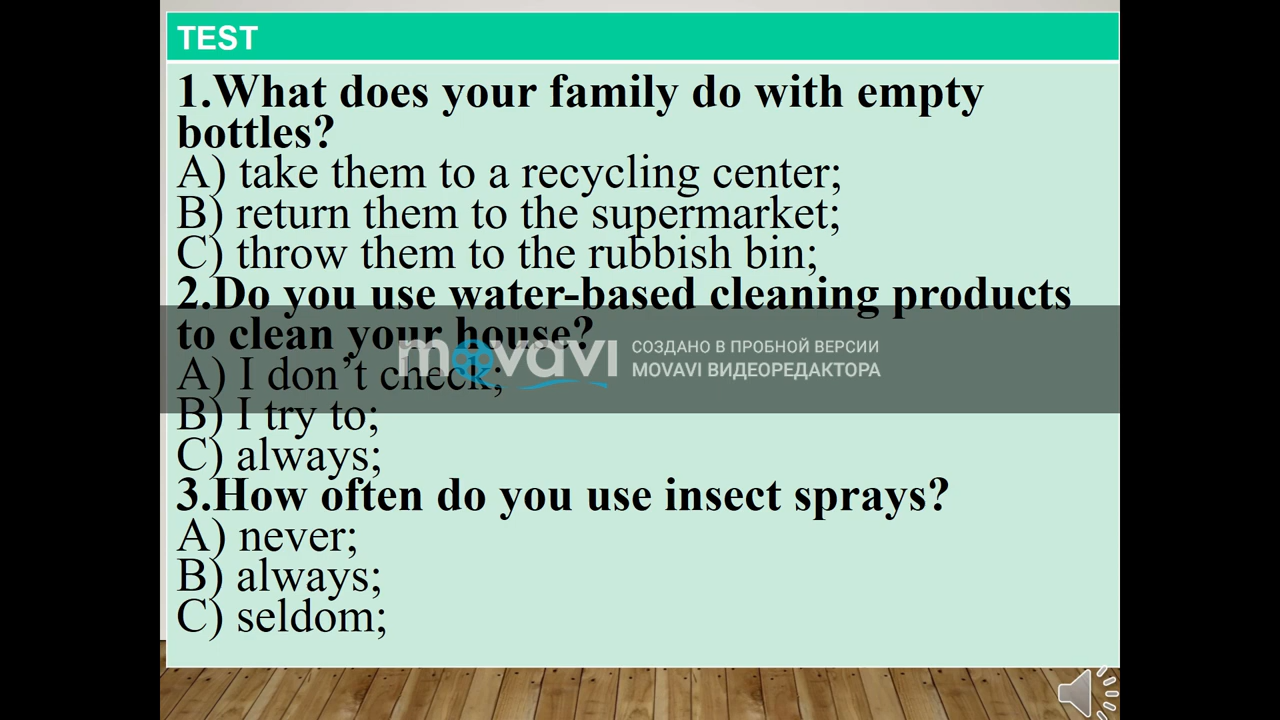 TEST
1.What does your family do with empty
bottles?
A) take them to a recycling center;
B) return them to the supermarket;
C) throw them to the rubbish bin;
2.Do you use water-based cleaning products
to clean your house?
A) I don’t check;
movavi
СОЗДАНО В ПРОБНОЙ ВЕРСИИ
MOVAVI ВИДЕОРЕДАКТОРА
B) I try to;
C) always;
3.How often do you use insect sprays?
A) never;
B) always;
C) seldom;